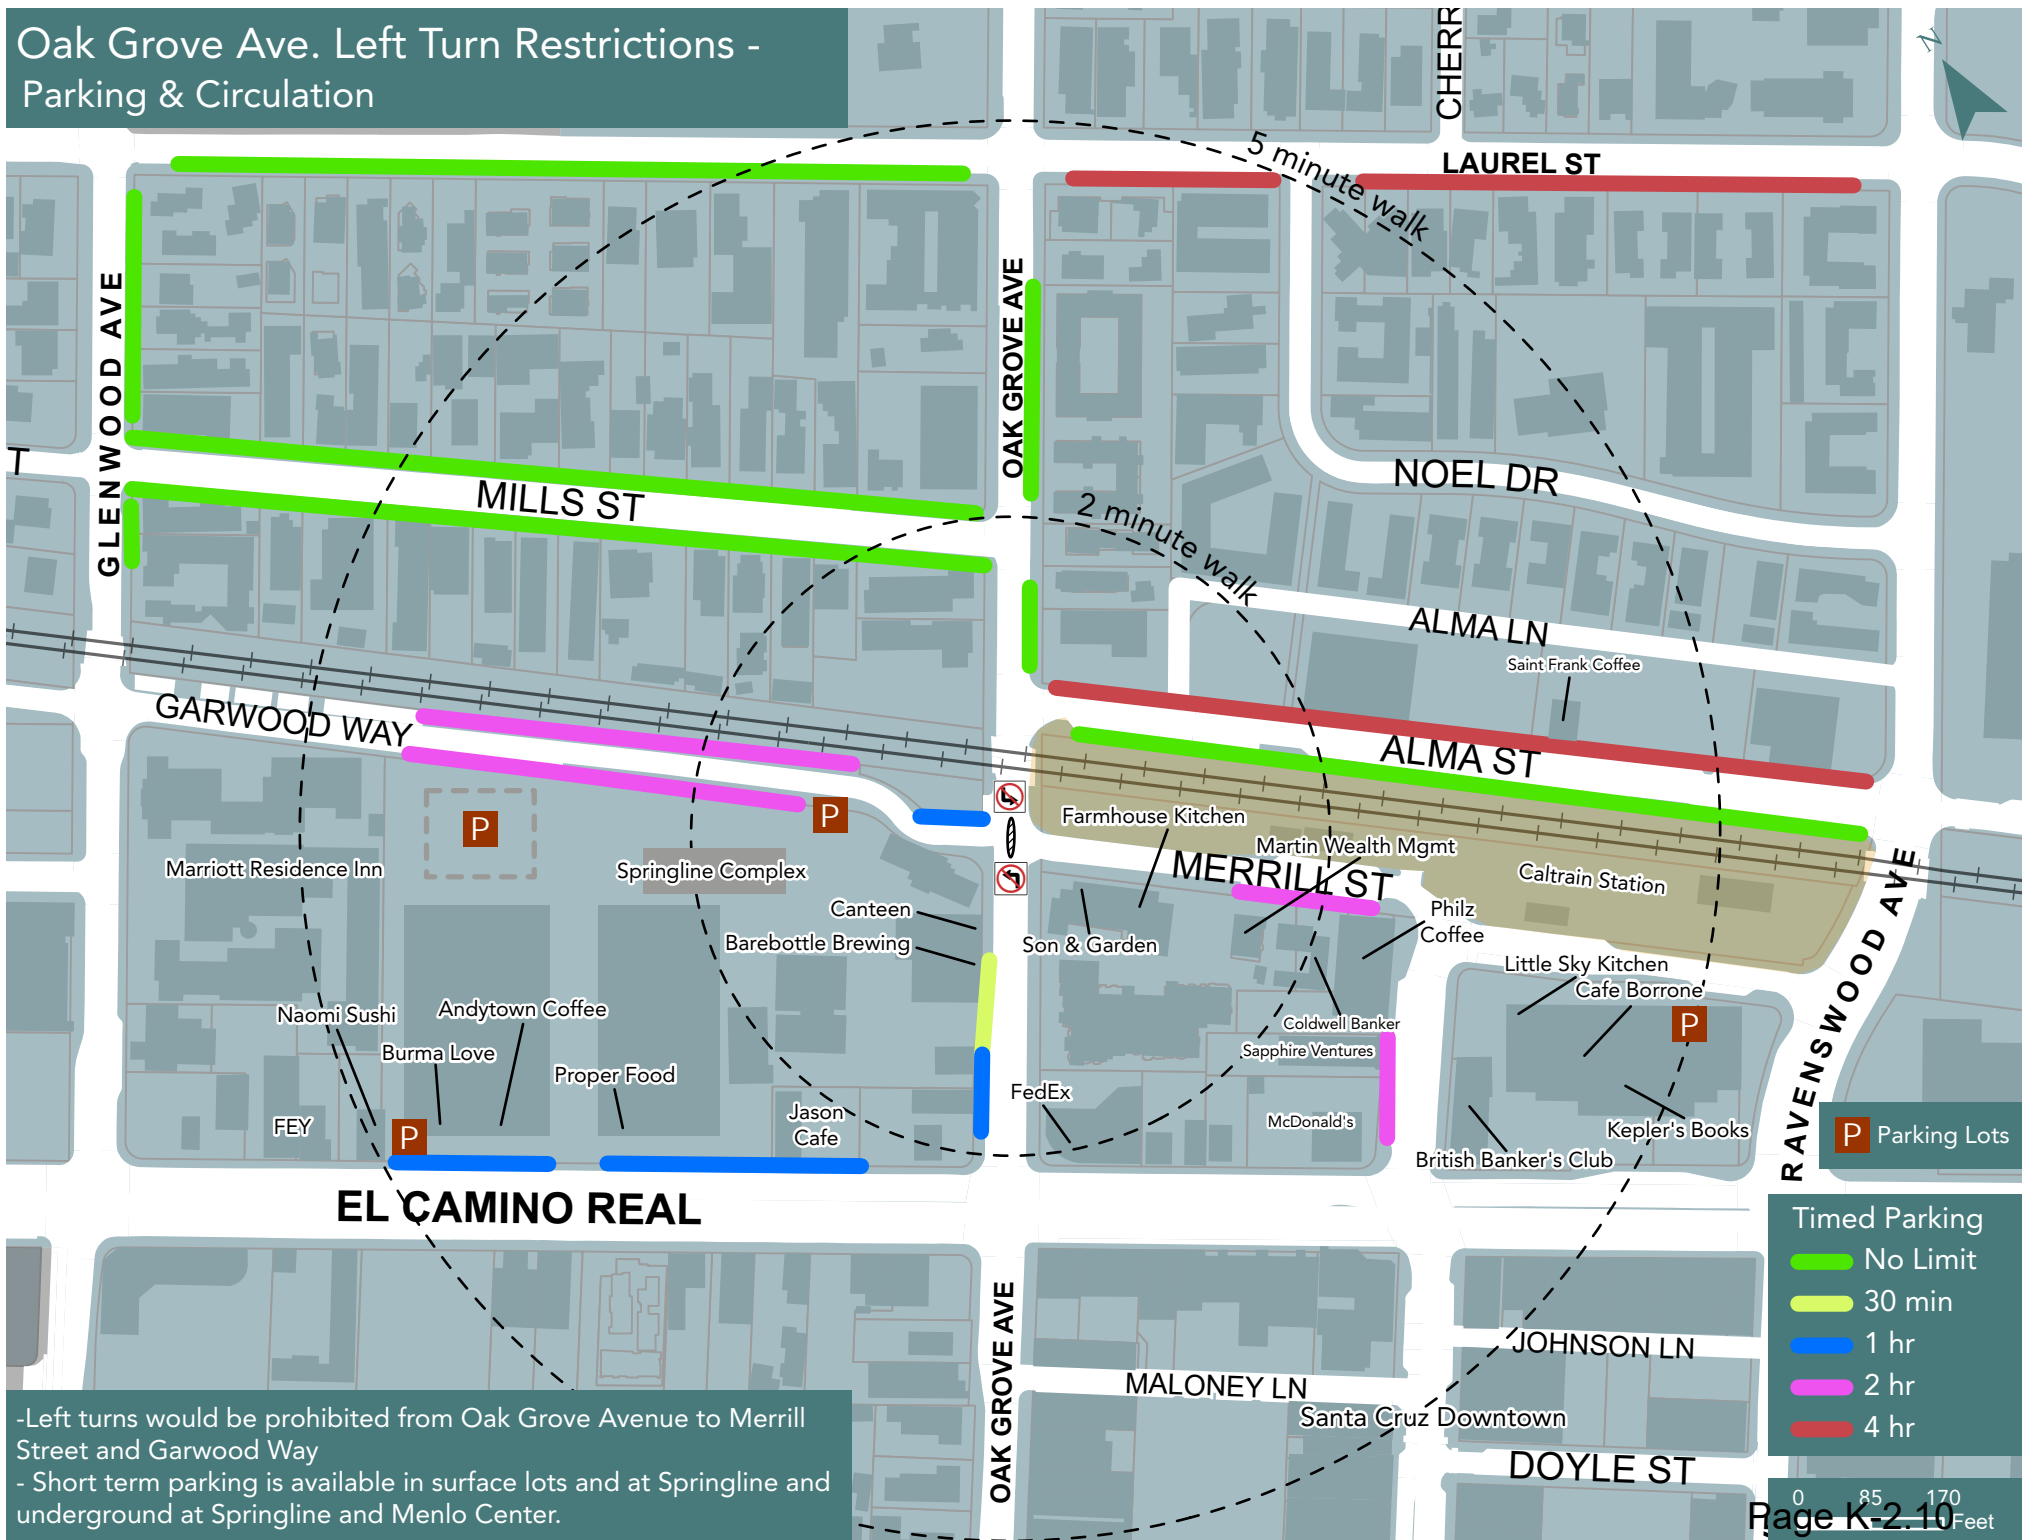 Oak Grove Ave. Left Turn Restrictions -
Parking & Circulation
CHERR
N
5 minute walk
LAUREL ST
GLENWOOD AVE
OAK GROVE AVE
T
MILLS ST
NOEL DR
2 minute walk
ALMA LN
Saint Frank Coffee
GARWOOD WAY
ALMA ST
P
P
Farmhouse Kitchen
Martin Wealth Mgmt
Marriott Residence Inn
Springline Complex
MERRILL ST
Caltrain Station
RAVENSWOOD AVE
Canteen
Philz
Coffee
Barebottle Brewing
Son & Garden
Little Sky Kitchen
Cafe Borrone
Naomi Sushi
Andytown Coffee
Coldwell Banker
P
Burma Love
Sapphire Ventures
Proper Food
FedEx
Jason
Cafe
McDonald's
FEY
P
Kepler's Books
British Banker's Club
P Parking Lots
EL CAMINO REAL
Timed Parking
No Limit
30 min
1 hr
2 hr
4 hr
OAK GROVE AVE
JOHNSON LN
MALONEY LN
Santa Cruz Downtown
DOYLE ST
-Left turns would be prohibited from Oak Grove Avenue to Merrill
Street and Garwood Way
- Short term parking is available in surface lots and at Springline and
underground at Springline and Menlo Center.
0 85 170
Feet
Page K-2.10